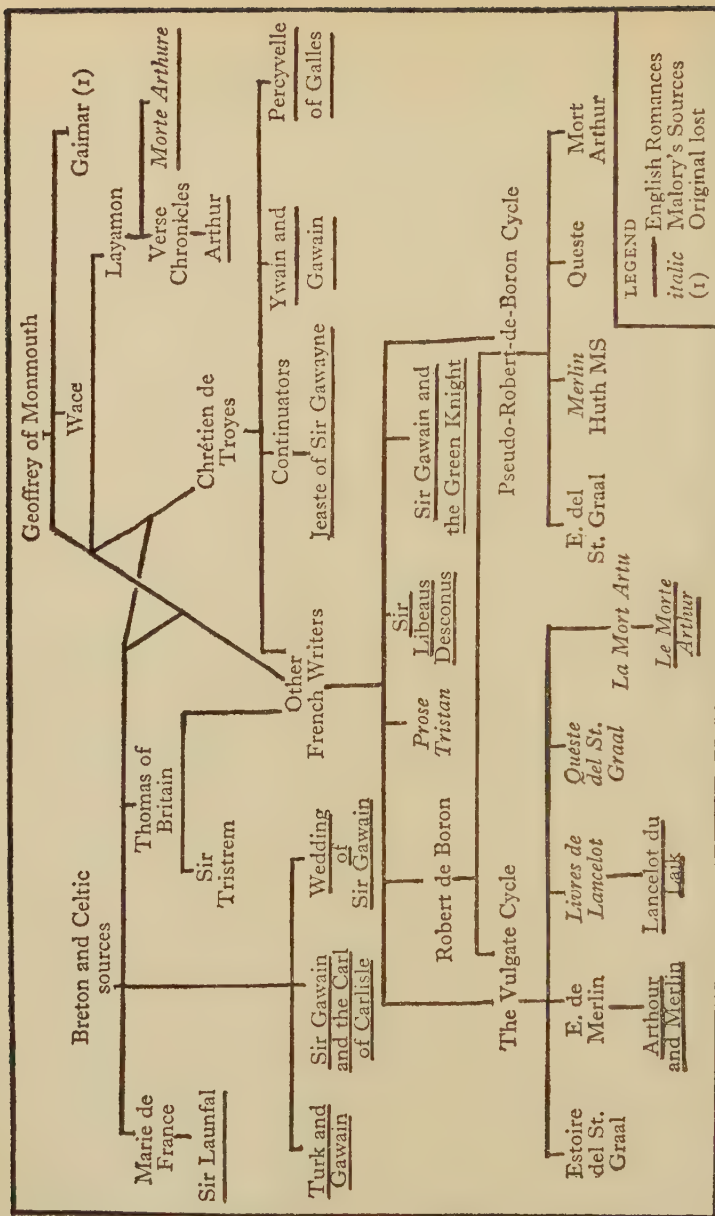 Geoffrey of Monmouth
Breton and Celtic
sources
Wace
Gaimar (1)
Marie de
France
Sir Launfal
Thomas of
Britain
Sir
Tristrem
Layamon
Verse
Chronicles
Arthur
Morte Arthure
Chrétien de
Troyes
Turk and
Gawain
Sir Gawain
and the Carl
of Carlisle
Wedding
of
Sir Gawain
Other
French Writers
Continuators
Jeaste of Sir Gawayne
Ywain and
Gawain
Percyvelle
of Galles
Robert de Boron
Prose
Tristan
Sir
Libeaus
Desconus
Sir Gawain and
the Green Knight
The Vulgate Cycle
Pseudo-Robert-de-Boron Cycle
Estoire
del St.
Graal
E. de
Merlin
Arthour
and Merlin
Livres de
Lancelot
Lancelot du
Laik
Queste
del St.
Graal
La Mort Artu
Le Morte
Arthur
E. del
St. Graal
Merlin
Huth MS
Queste
Mort
Arthur
LEGEND
English Romances
italic Malory's Sources
(1) Original lost